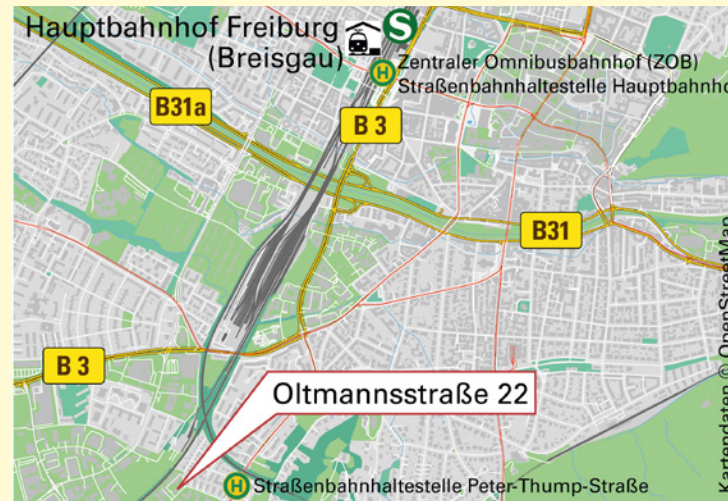 Hauptbahnhof Freiburg
(Breisgau)
S
H
Zentraler Omnibusbahnhof (ZOB)
Straßenbahnhaltestelle Hauptbahnho
B31a
B 3
B31
B 3
Oltmannsstraße 22
H
Straßenbahnhaltestelle Peter-Thump-Straße
Kartendaten © OpenStreetMap